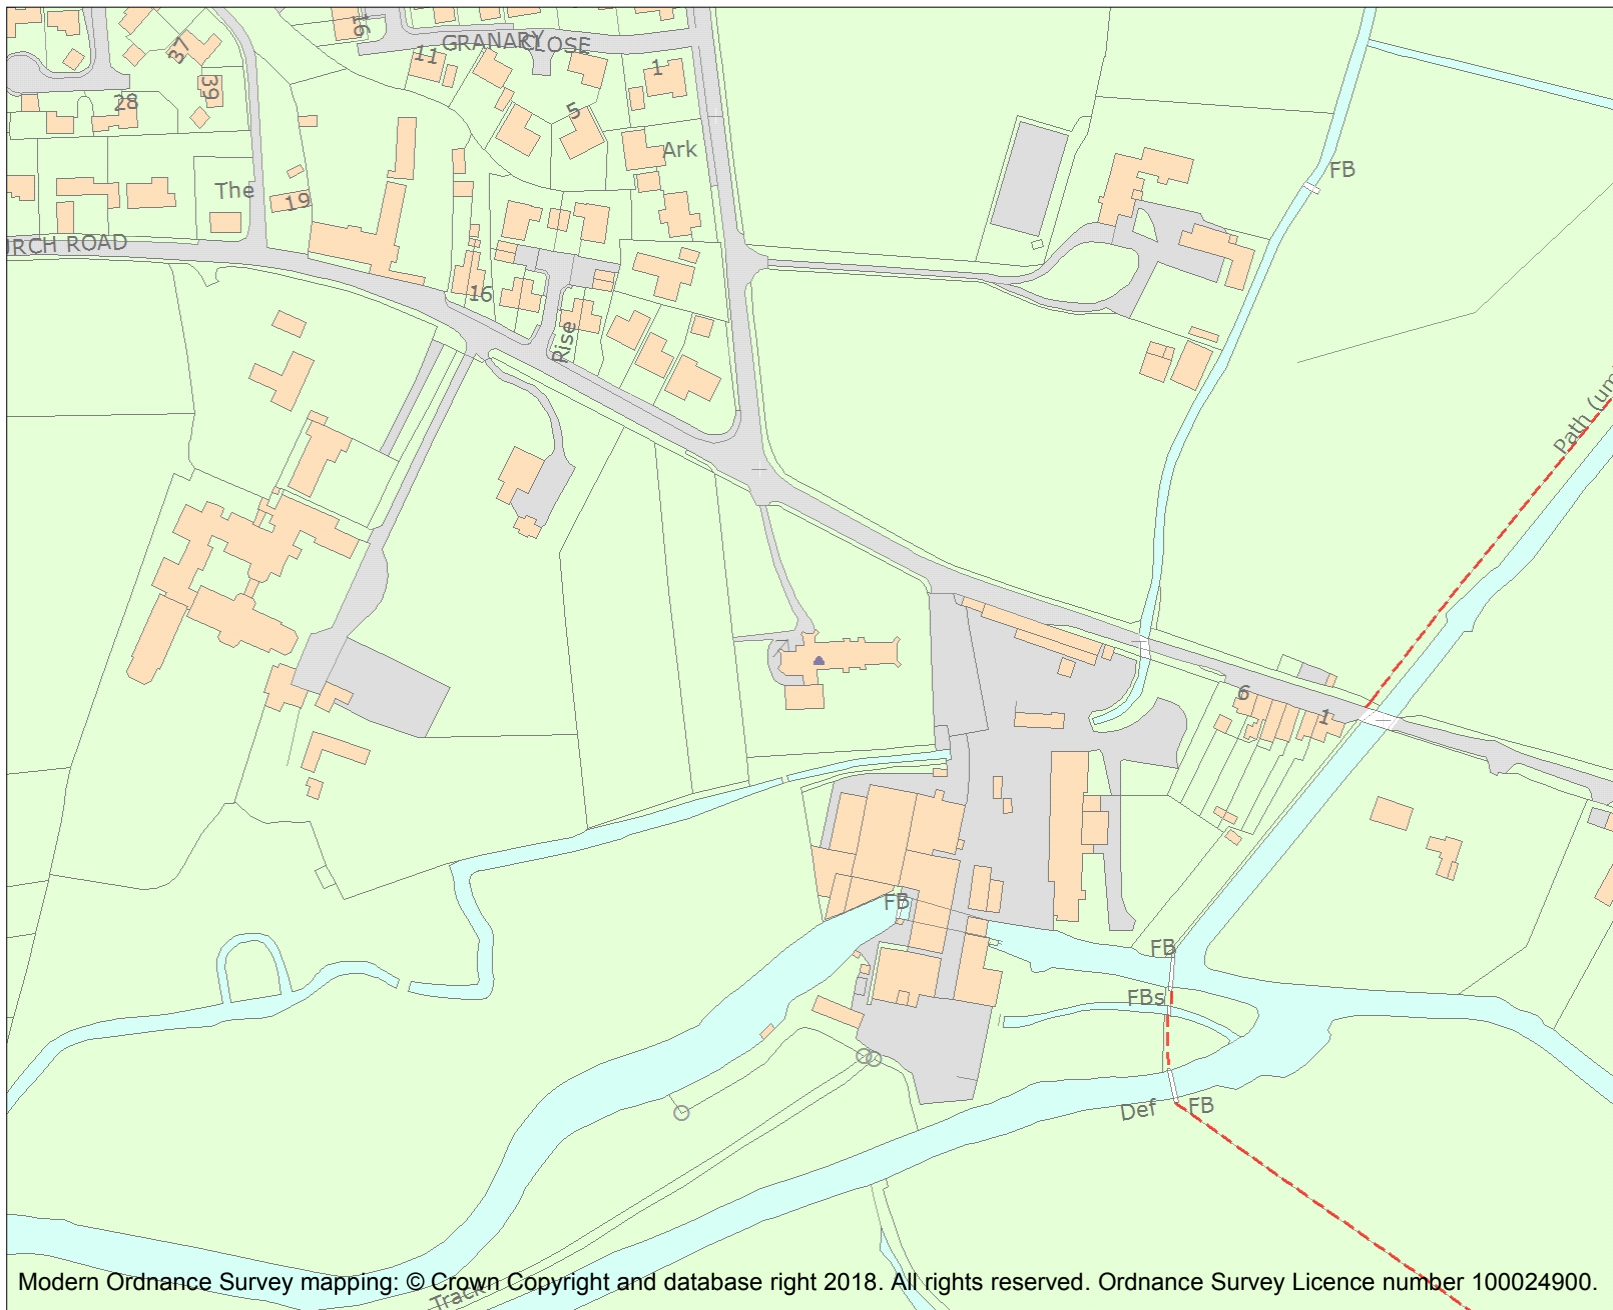 16
GRANARY CLOSE
37
11
39
1
28
5
Ark
FB
The
19
URCH ROAD
16
Rise
Path (um
6
1
FB
FB
FBs
Def
FB
Track
Modern Ordnance Survey mapping: © Crown Copyright and database right 2018. All rights reserved. Ordnance Survey Licence number 100024900.